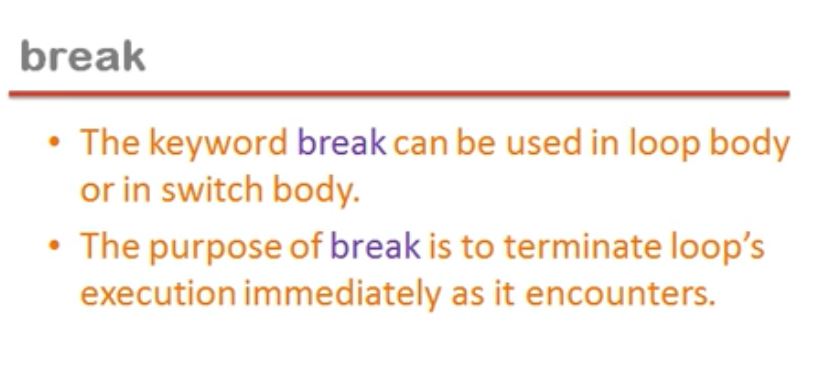 break
• The keyword break can be used in loop body
or in switch body.
• The purpose of break is to terminate loop's
execution immediately as it encounters.